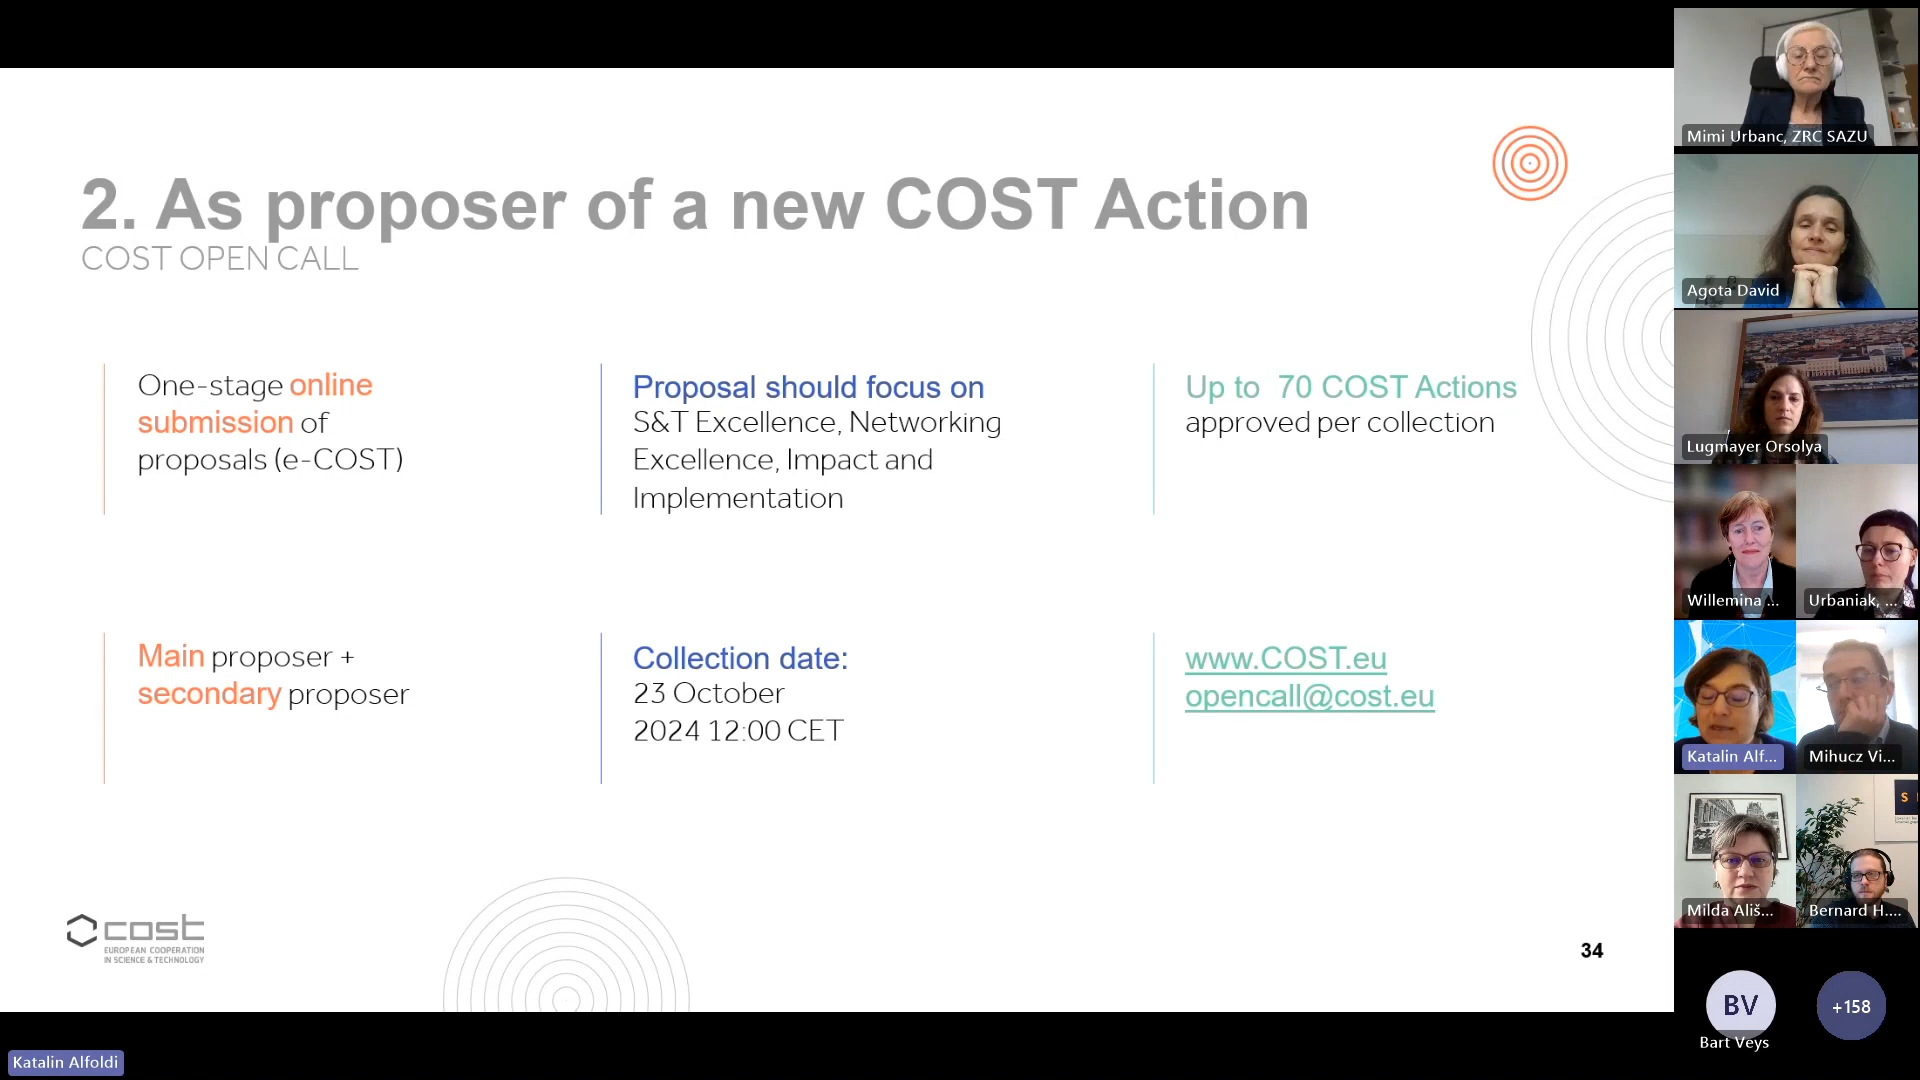 2. As proposer of a new COST Action
COST OPEN CALL
One-stage online
submission of
proposals (e-COST)
Proposal should focus on
S&T Excellence, Networking
Excellence, Impact and
Implementation
Up to 70 COST Actions
approved per collection
Main proposer +
secondary proposer
Collection date:
23 October
2024 12:00 CET
www.COST.eu
opencall@cost.eu
cost
EUROPEAN COOPERATION
IN SCIENCE & TECHNOLOGY
34
Katalin Alfoldi
Mimi Urbanc, ZRC SAZU
Agota David
Lugmayer Orsolya
Willemina ...
Urbaniak, ...
Katalin Alf...
Mihucz Vi...
Milda Ališ...
Bernard H....
BV
Bart Veys
+158